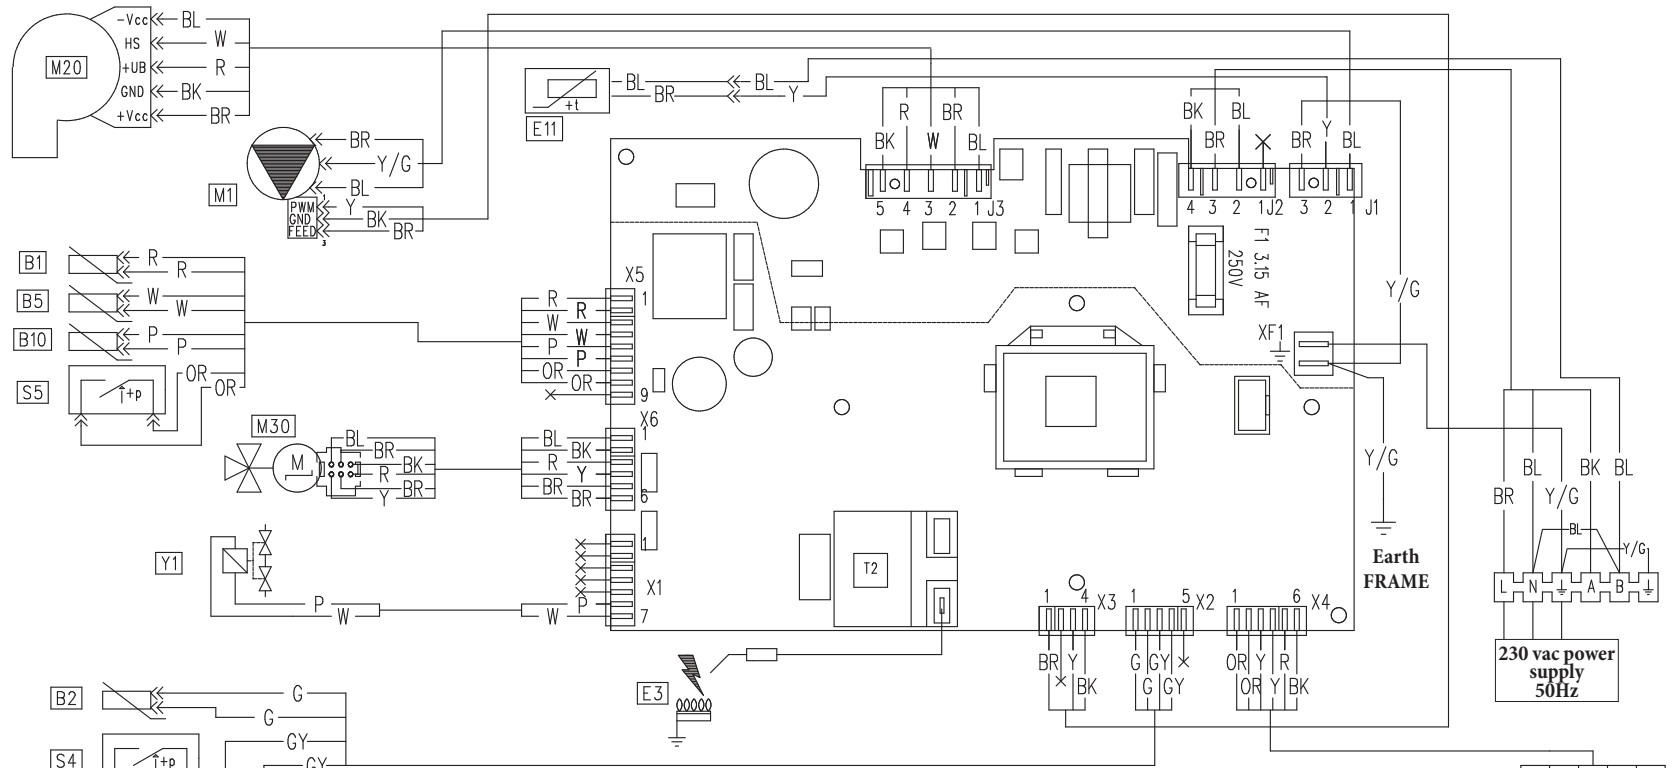 -Vcc BL
HS W
M20 +UB R
GND BK
+Vcc BR
BR
Y/G
M1 BL
1
PWM Y
GND BK
FEED BR
3
BL BL
BR Y
+t
E11
R BR
BK W BL
5 4 3 2 1 J3
BK BL Y
BR BR BL
4 3 2 1 J2 3 2 1 J1
F1 3.15 AF
250V
Y/G
XF1
B1 R
R
B5 W
W
B10 P
P
OR
S5 OR
+p
X5
R 1
R
W
W
P
P
OR
OR
9
M30
M
BL
BR
BK
R
BR
Y
X6
BL 1
BK
R
Y
BR
BR 6
Y1
P
W
1
X1
P
W 7
T2
Y/G
Earth
FRAME
BL BK BL
BR Y/G
BL
Y/G
L N A B
230 vac power
supply
50Hz
1 4 X3 1 5 X2 1 6 X4
BR Y G GY OR Y R
BK G GY OR Y BK
E3
B2 G
G
GY
S4 +p
GY